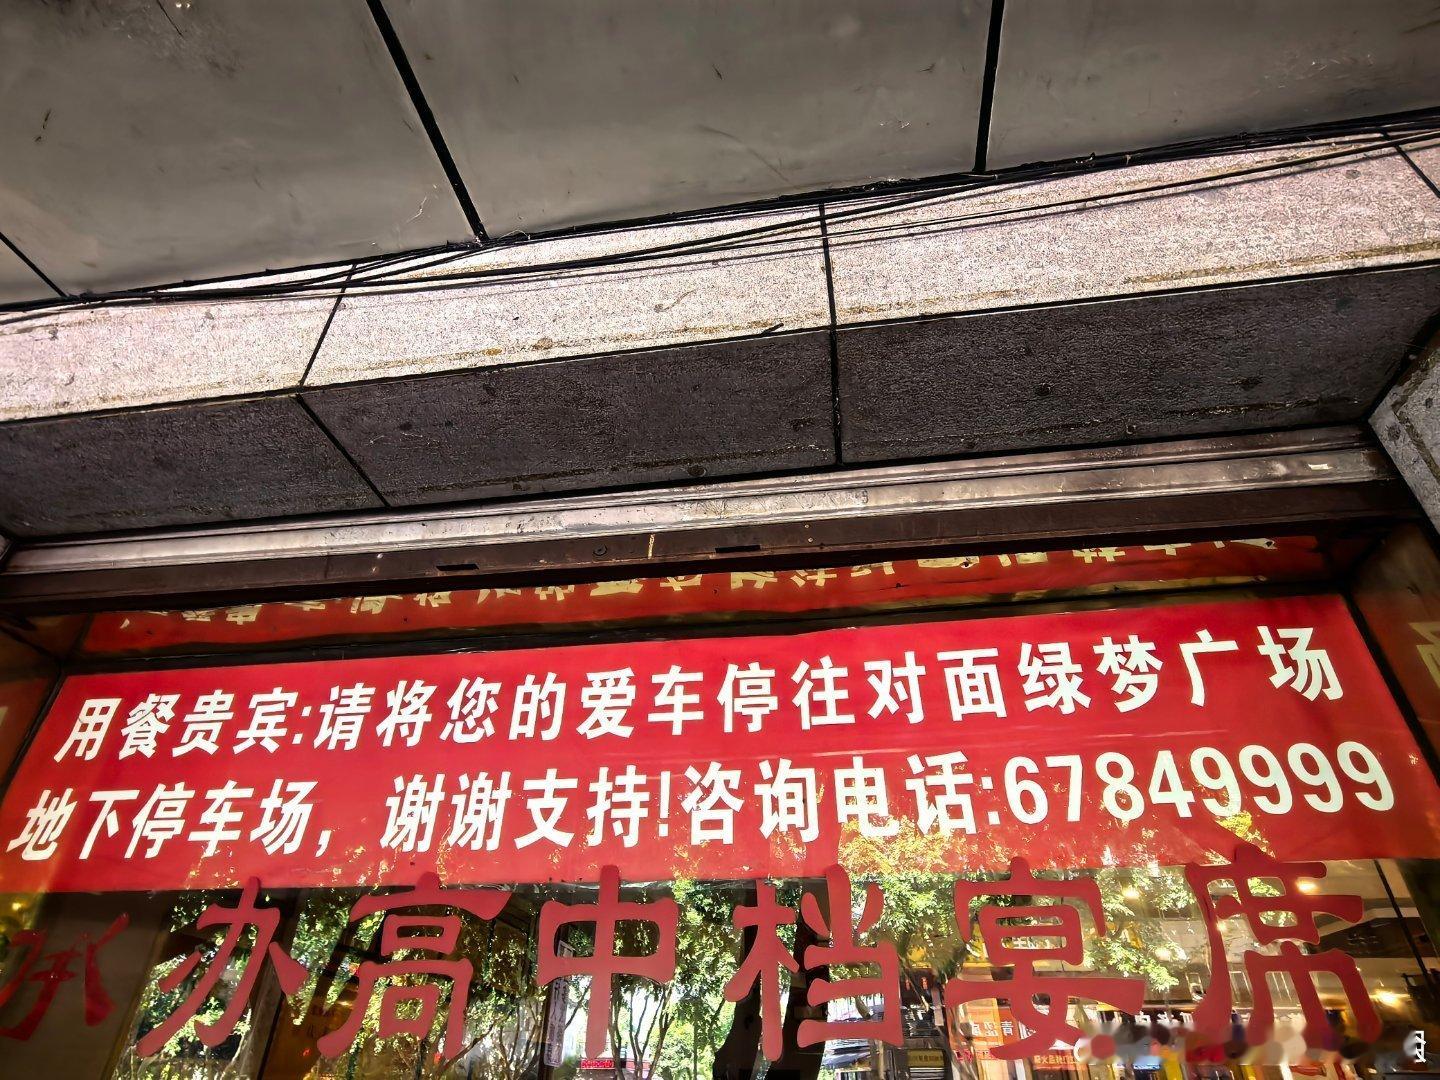 用餐贵宾:请将您的爱车停往对面绿梦广场
地下停车场，谢谢支持!咨询电话:67849999
承办高中档宴席